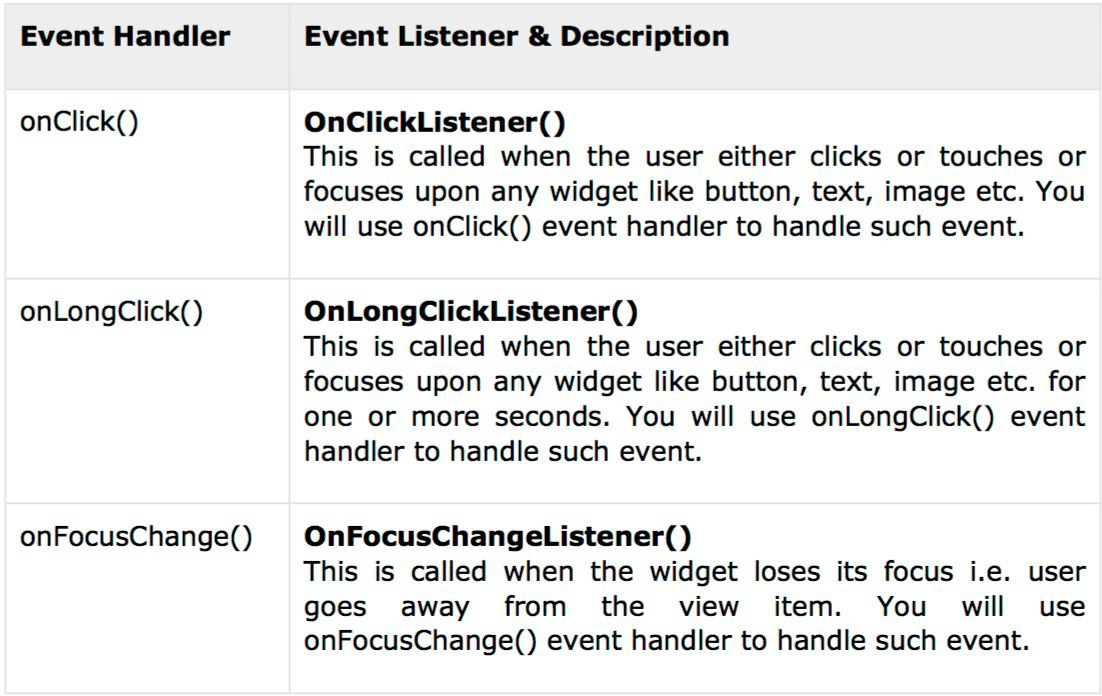 Event Handler Event Listener & Description
onClick() OnClickListener()
This is called when the user either clicks or touches or
focuses upon any widget like button, text, image etc. You
will use onClick() event handler to handle such event.
onLongClick() OnLongClickListener()
This is called when the user either clicks or touches or
focuses upon any widget like button, text, image etc. for
one or more seconds. You will use onLongClick() event
handler to handle such event.
onFocusChange() OnFocusChangeListener()
This is called when the widget loses its focus i.e. user
goes away from the view item. You will use
onFocusChange() event handler to handle such event.